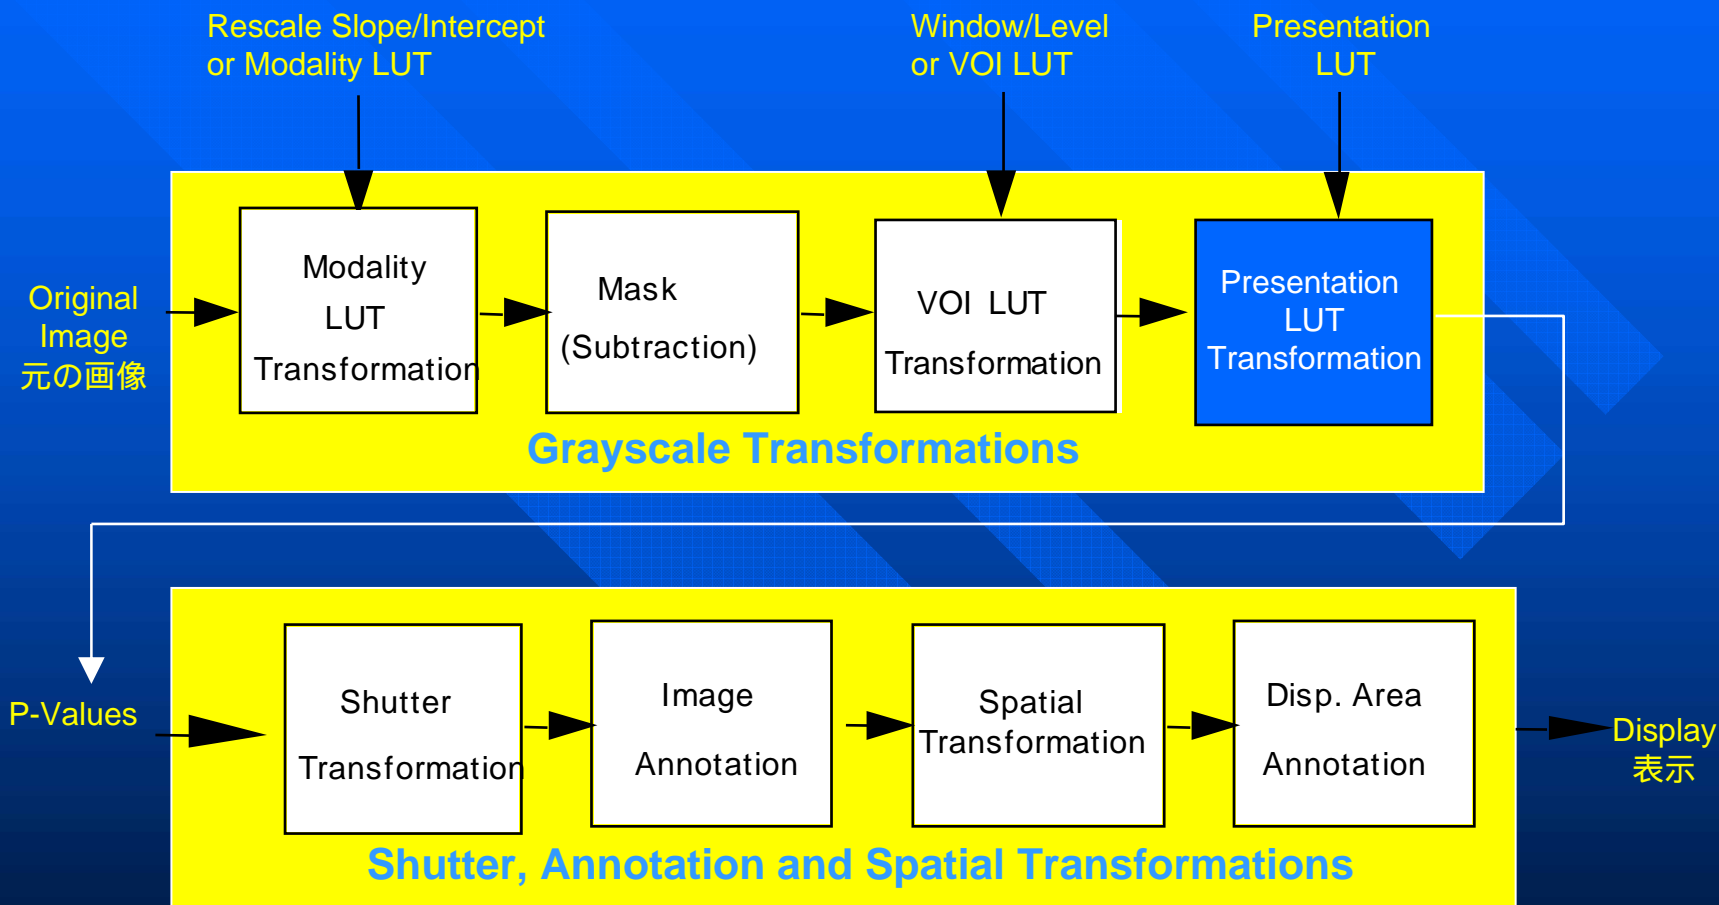 Rescale Slope/Intercept
or Modality LUT
Window/Level
or VOI LUT
Presentation
LUT
Original
Image
元の画像
Modality
LUT
Transformation
Mask
(Subtraction)
VOI LUT
Transformation
Presentation
LUT
Transformation
Grayscale Transformations
P-Values
Shutter
Transformation
Image
Annotation
Spatial
Transformation
Disp. Area
Annotation
Display
表示
Shutter, Annotation and Spatial Transformations